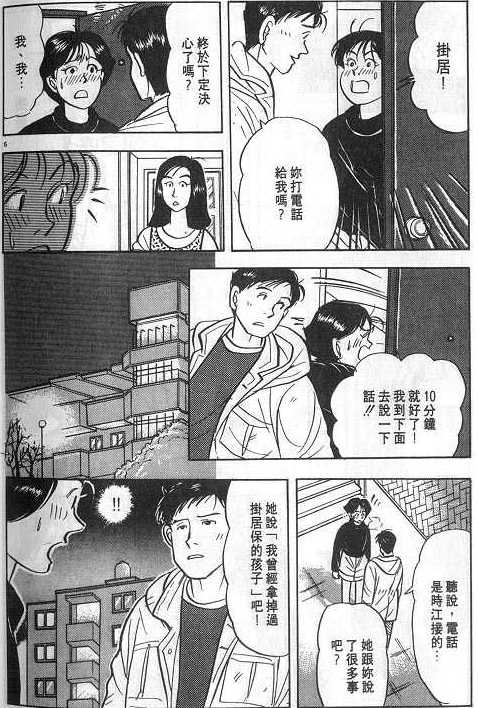 掛居！
妳打電話
給我嗎？
終於下定決
心了嗎？
我、我…
6
10分鐘
就好了！
我到下面
去說一下
話!!
聽說，電話
是時江接的…
她跟妳說
了很多事
吧？
她說「我曾經拿掉過
掛居保的孩子」吧！
!!